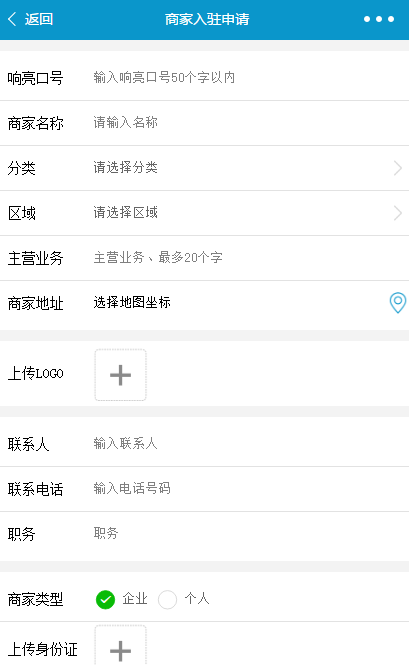 返回 商家入驻申请
响亮口号 输入响亮口号50个字以内
商家名称 请输入名称
分类 请选择分类
区域 请选择区域
主营业务 主营业务、最多20个字
商家地址 选择地图坐标
上传LOGO
联系人 输入联系人
联系电话 输入电话号码
职务 职务
商家类型 企业 个人
上传身份证